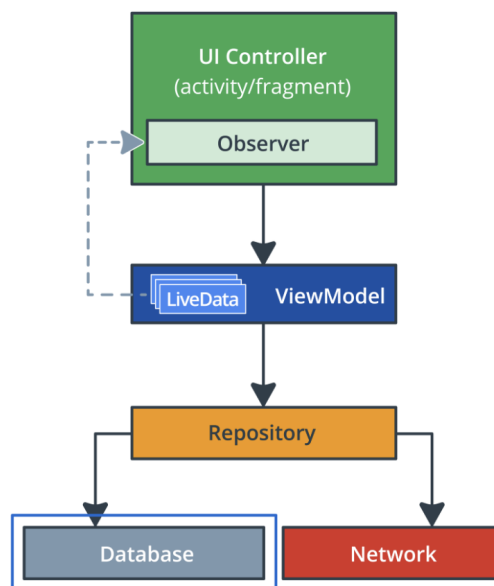 UI Controller
(activity/fragment)
Observer
LiveData
ViewModel
Repository
Database
Network